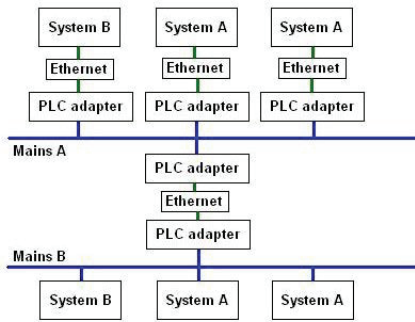 System B System A System A
Ethernet Ethernet Ethernet
PLC adapter PLC adapter PLC adapter
Mains A
PLC adapter
Ethernet
PLC adapter
Mains B
System B System A System A